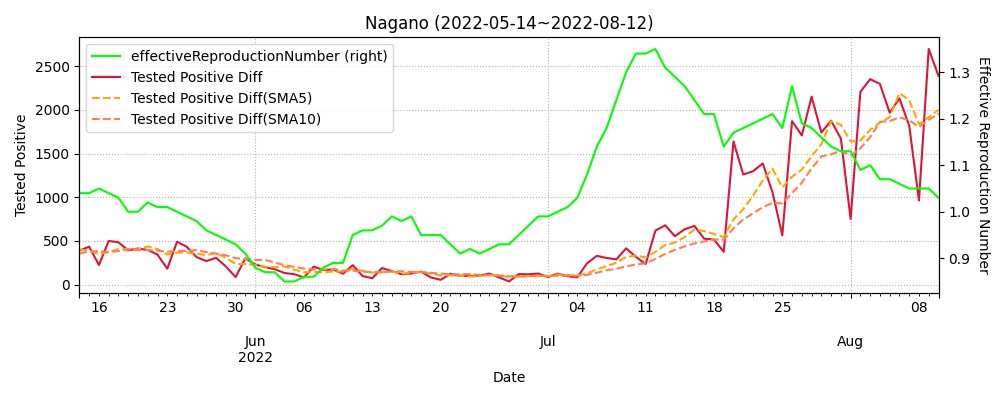 Nagano (2022-05-14~2022-08-12)
effectiveReproductionNumber (right)
Tested Positive Diff
Tested Positive Diff(SMA5)
Tested Positive Diff(SMA10)
Tested Positive
2500
2000
1500
1000
500
0
1.3
1.2
1.1
1.0
0.9
Effective Reproduction Number
16 23 30 06 13 20 27 04 11 18 25 08
Jun Jul Aug
2022
Date